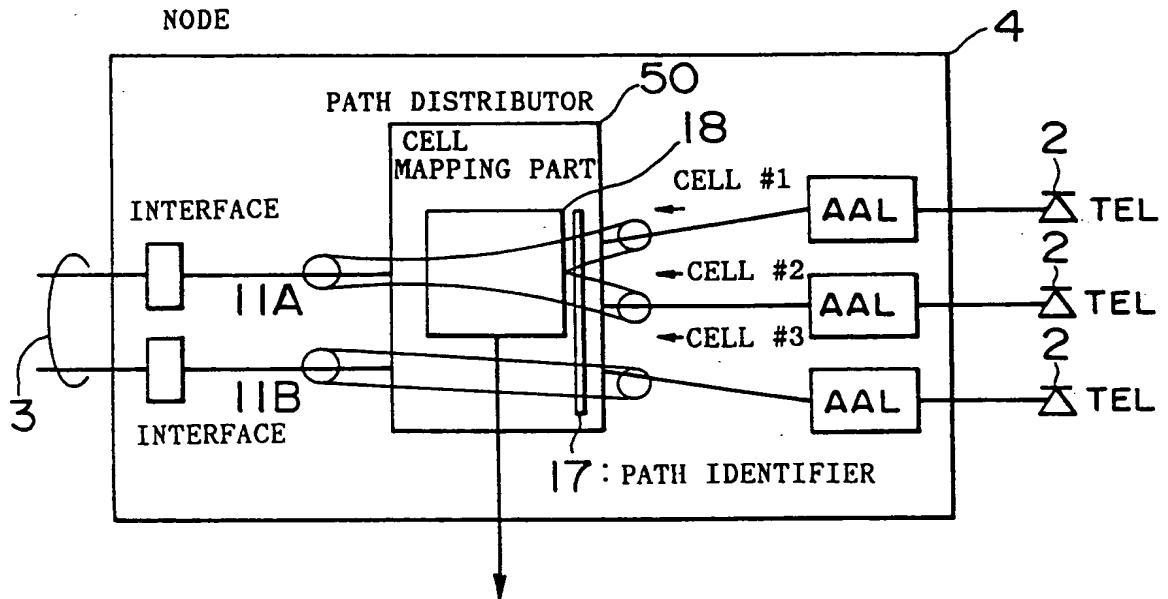 NODE
4
PATH DISTRIBUTOR
50
CELL
MAPPING PART
18
CELL #1
AAL
2
TEL
INTERFACE
11A
CELL #2
AAL
2
TEL
CELL #3
3
11B
INTERFACE
AAL
2
TEL
17: PATH IDENTIFIER